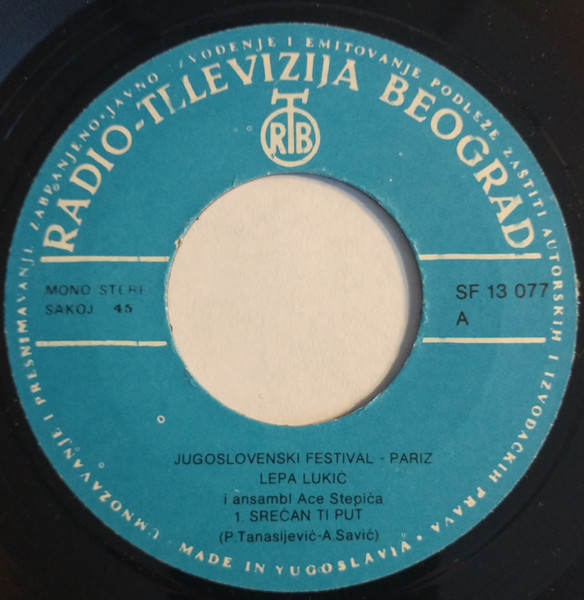 UMNOŽAVANJE I PRESNIMAVANJE ZABRANJENO • JAVNO IZVOĐENJE I EMITOVANJE PODLEŽE ZAŠTITI AUTORSKIH I IZVOĐAČKIH PRAVA •
RADIO-TELEVIZIJA BEOGRAD
RTB
MONO STEREO
SAKOJ 45
SF 13 077
A
JUGOSLOVENSKI FESTIVAL - PARIZ
LEPA LUKIĆ
i ansambl Ace Stepića
1. SREĆAN TI PUT
(P.Tanasijević-A.Savić)
MADE IN YUGOSLAVIA